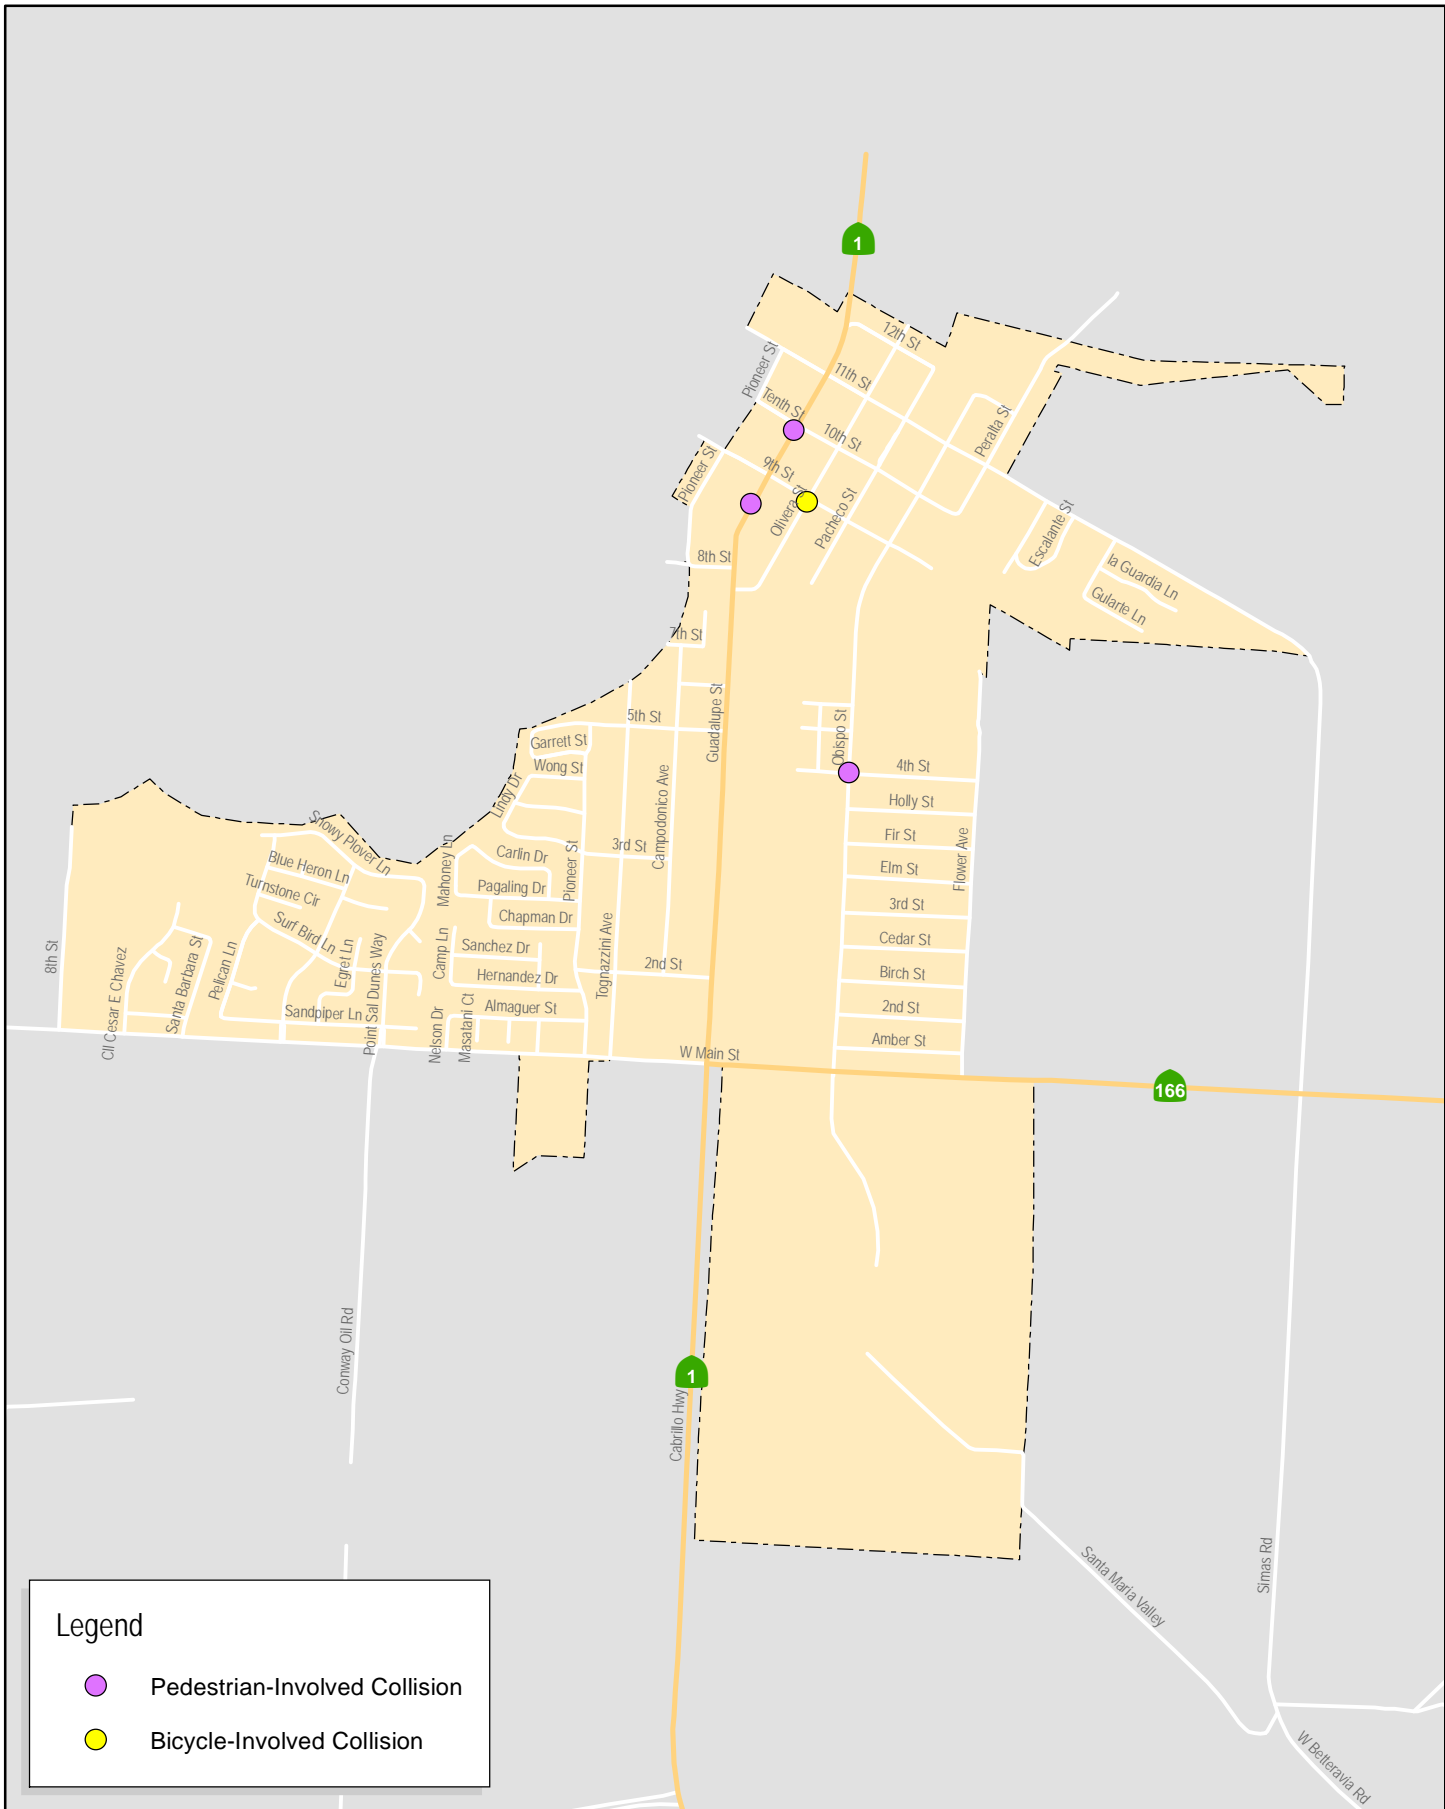 1
12th St
Pioneer St
11th St
Tenth St
10th St
Peralta St
9th St
Pioneer St
Olivera St
Pacheco St
Escalante St
8th St
la Guardia Ln
Gularte Ln
7th St
5th St
Guadalupe St
Obispo St
Garrett St
Wong St
Lindy Dr
4th St
Campodonico Ave
Holly St
Snowy Plover Ln
Fir St
3rd St
Carlin Dr
Mahoney Ln
Pioneer St
Flower Ave
Elm St
Blue Heron Ln
Turnstone Cir
Pagaling Dr
3rd St
Chapman Dr
Surf Bird Ln
Cedar St
Sanchez Dr
Camp Ln
Tognazzini Ave
2nd St
Birch St
Hernandez Dr
8th St
Cll Cesar E Chavez
Santa Barbara St
Pelican Ln
Egret Ln
Point Sal Dunes Way
Sandpiper Ln
Almaguer St
2nd St
Nelson Dr
Masatani Ct
Amber St
W Main St
166
Conway Oil Rd
1
Cabrillo Hwy
Santa Maria Valley
Simas Rd
W Betteravia Rd
Legend
Pedestrian-Involved Collision
Bicycle-Involved Collision